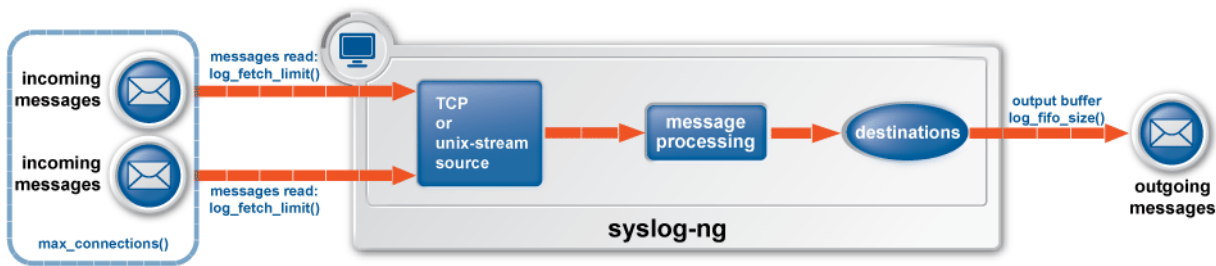 incoming
messages
incoming
messages
max_connections()
messages read:
log_fetch_limit()
messages read:
log_fetch_limit()
TCP
or
unix-stream
source
message
processing
destinations
syslog-ng
output buffer
log_fifo_size()
outgoing
messages